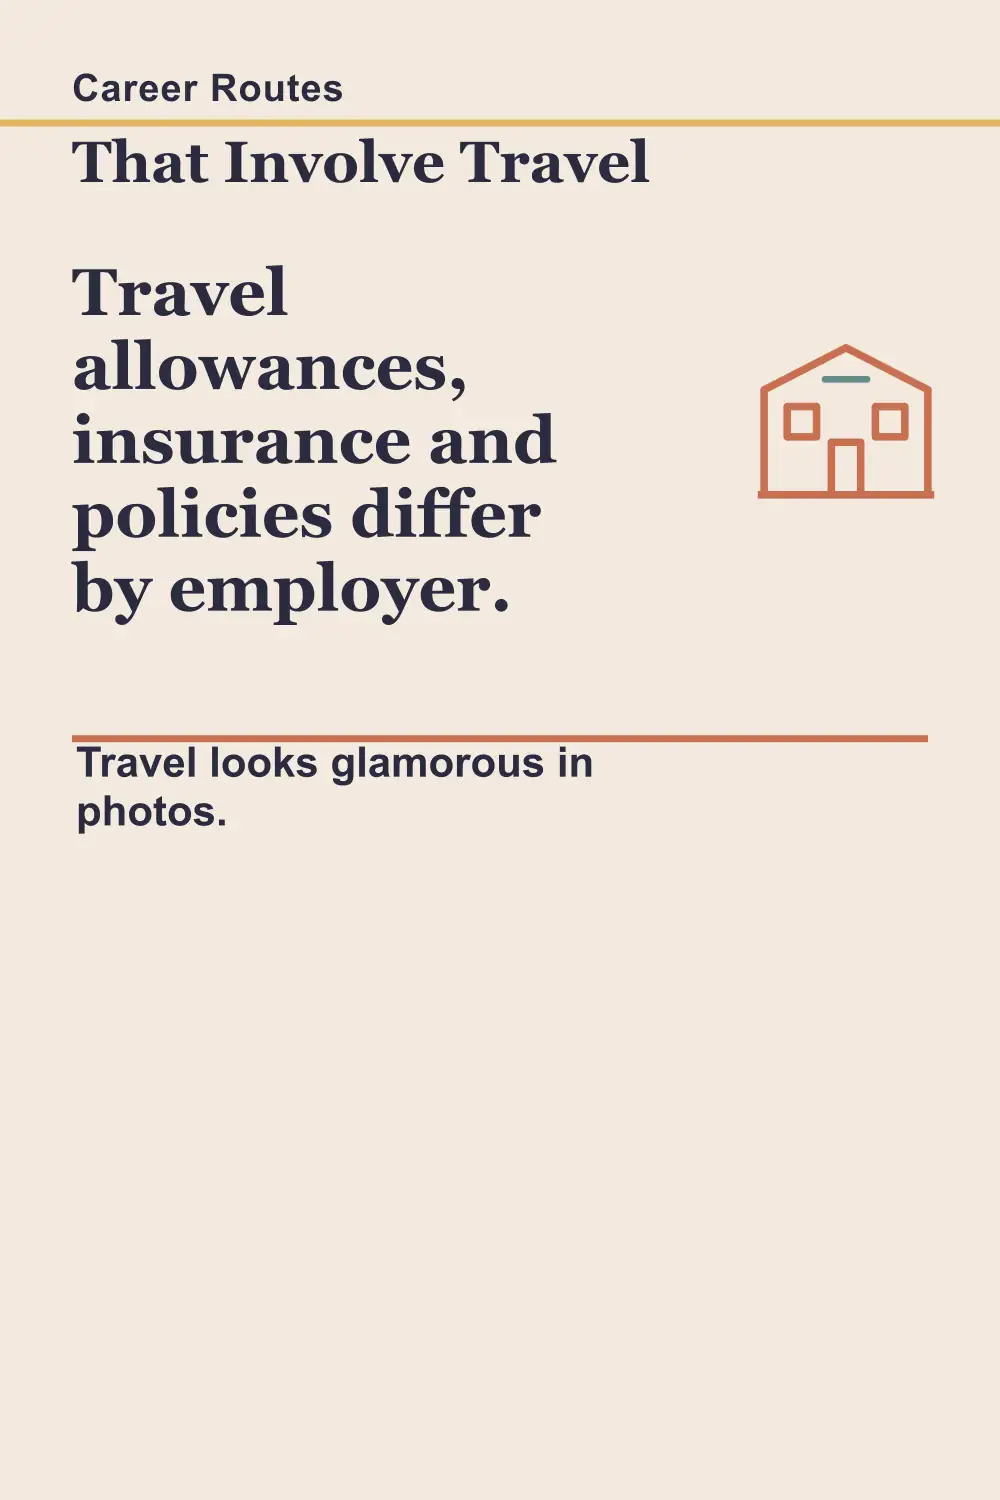 Career Routes
That Involve Travel
Travel
allowances,
insurance and
policies differ
by employer.
Travel looks glamorous in
photos.